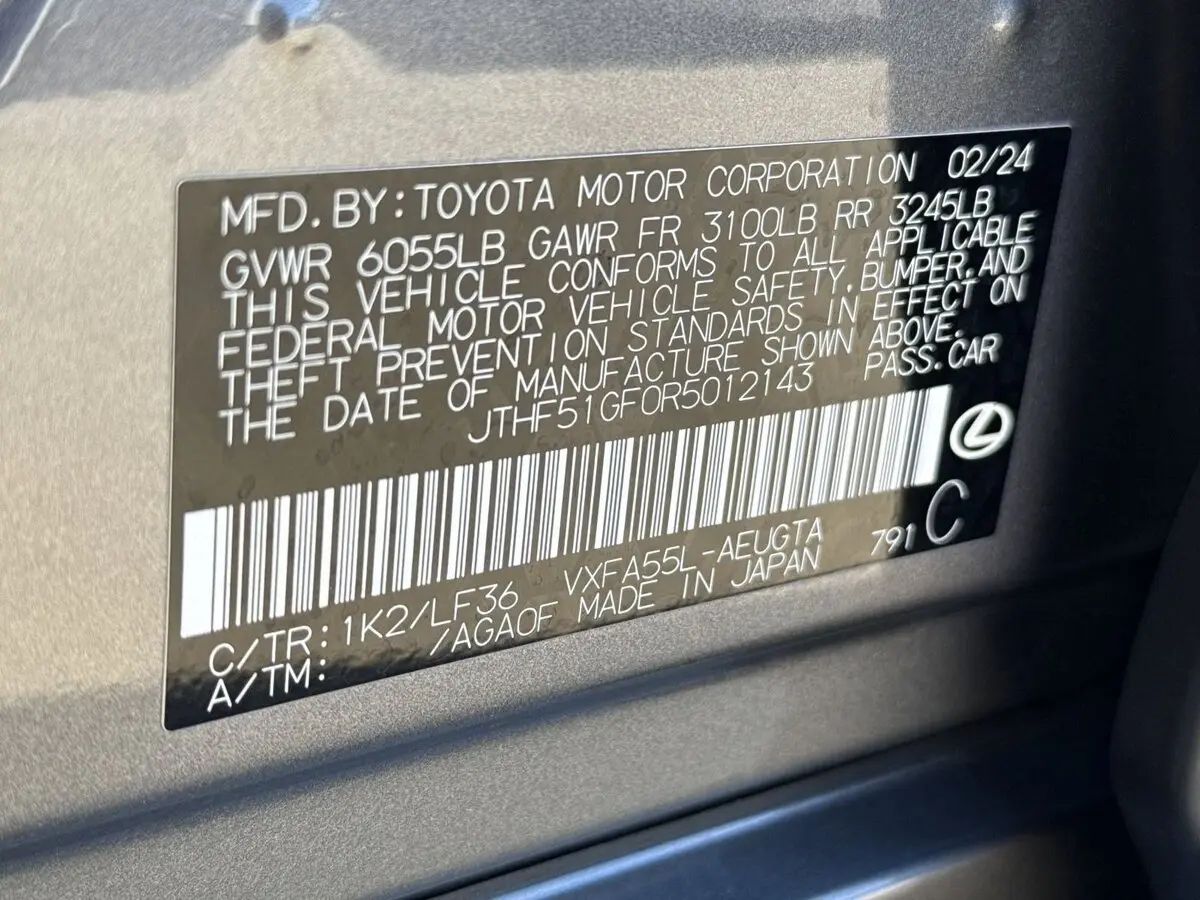 MFD. BY: TOYOTA MOTOR CORPORATION 02/24
GVWR 6055LB GAWR FR 3100LB RR 3245LB
THIS VEHICLE CONFORMS TO ALL APPLICABLE
FEDERAL MOTOR VEHICLE SAFETY, BUMPER, AND
THEFT PREVENTION STANDARDS IN EFFECT ON
THE DATE OF MANUFACTURE SHOWN ABOVE.
JTHF51GF0R5012143 PASS. CAR
C/TR: 1K2/LF36 VXFA55L-AEUGTA 791 C
A/TM: /AGAOF MADE IN JAPAN